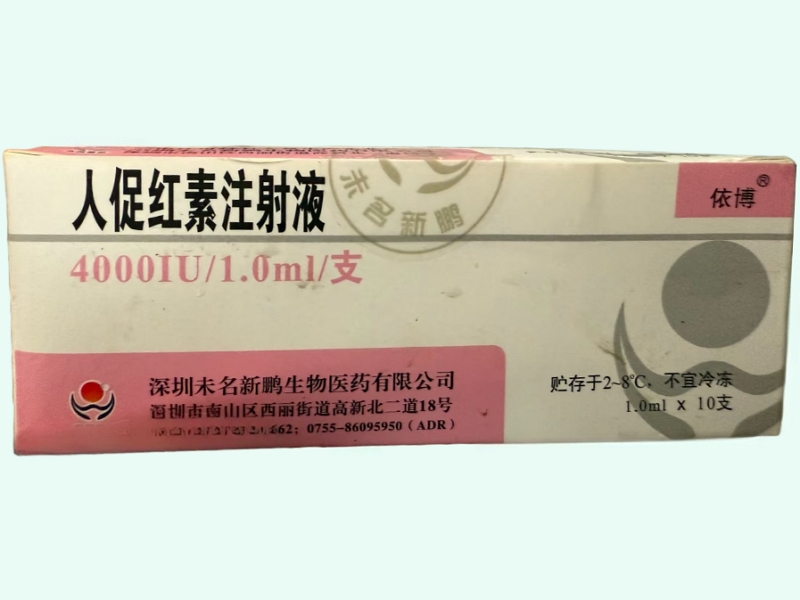 人促红素注射液
未名新鹏
依博®
4000IU/1.0ml/支
深圳未名新鹏生物医药有限公司
深圳市南山区西丽街道高新北二道18号
662; 0755-86095950(ADR)
贮存于2~8℃, 不宜冷冻
1.0ml x 10支